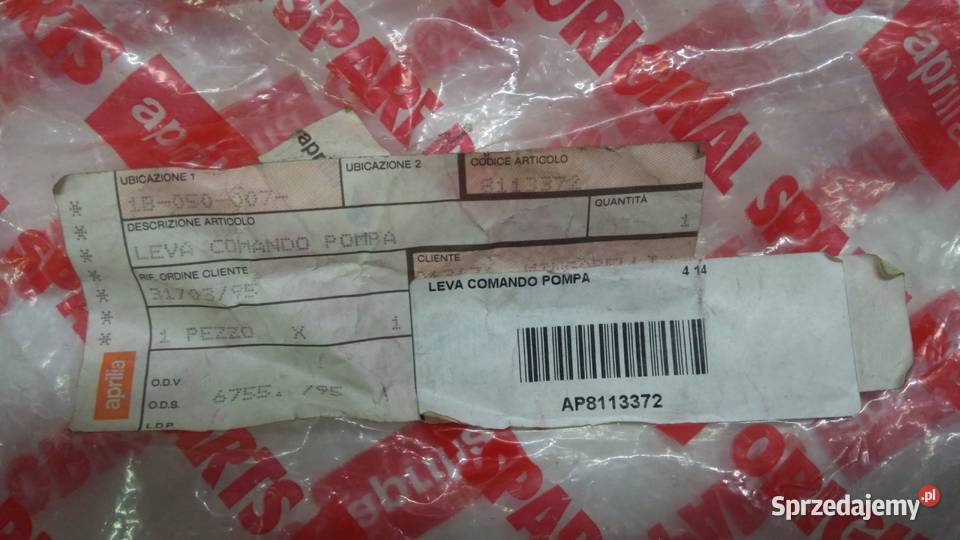 aprilia
ORIGINAL
SPARE
PARTS
UBICAZIONE 1
1B-050-007-
UBICAZIONE 2
CODICE ARTICOLO
8113372
DESCRIZIONE ARTICOLO
LEVA COMANDO POMPA
QUANTITÀ
1
RIF. ORDINE CLIENTE
31703/95
CLIENTE
1 PEZZO X 1
aprilia
O.D.V.
6755. /95
O.D.S.
I.D.P.
LEVA COMANDO POMPA
4 14
AP8113372
Sprzedajemy.pl